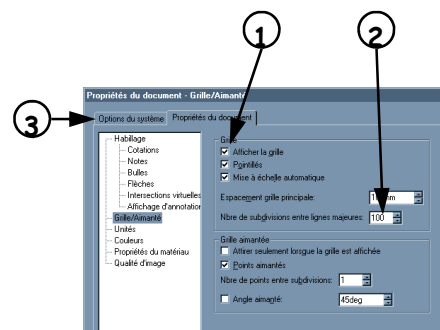 1
2
3
Propriétés du document - Grille/Aimanté
Options du système
Propriétés du document
Habillage
Cotations
Notes
Bulles
Flèches
Intersections virtuelles
Affichage d'annotation
Grille/Aimanté
Unités
Couleurs
Propriétés du matériau
Qualité d'image
Grille
Afficher la grille
Pointillés
Mise à échelle automatique
Espacement grille principale:
Nbre de subdivisions entre lignes majeures: 100
Grille aimantée
Attirer seulement lorsque la grille est affichée
Points aimantés
Nbre de points entre subdivisions: 1
Angle aimanté: 45deg